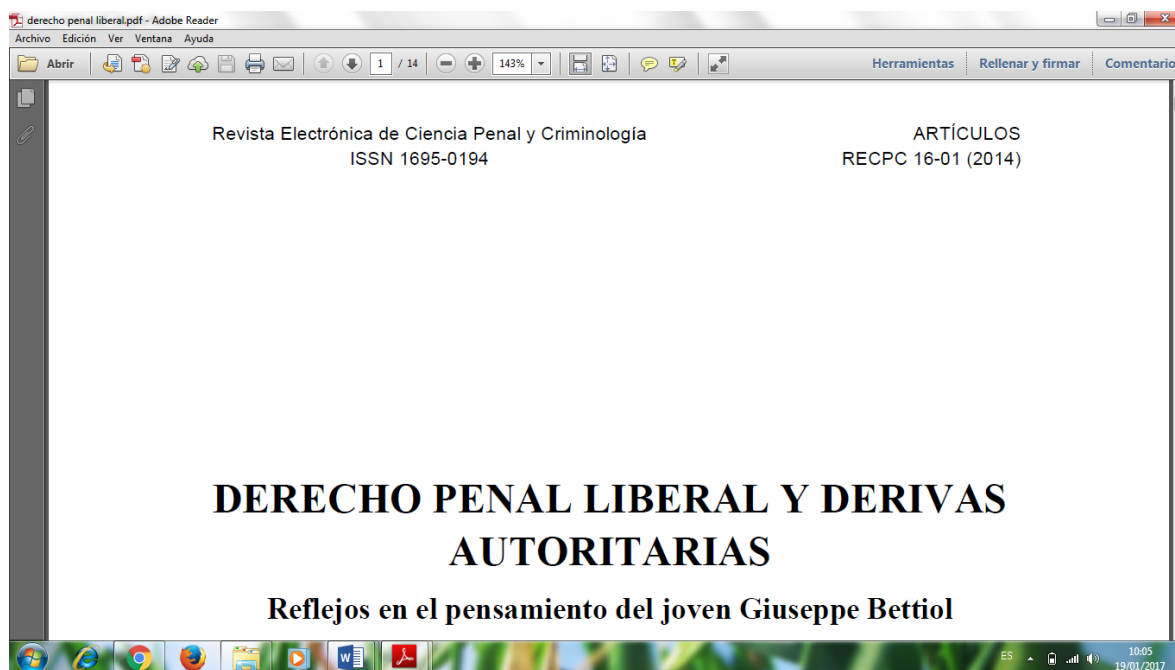 derecho penal liberal.pdf - Adobe Reader
Archivo Edición Ver Ventana Ayuda
Abrir 1 / 14 143% Herramientas Rellenar y firmar Comentario
Revista Electrónica de Ciencia Penal y Criminología
ISSN 1695-0194
ARTÍCULOS
RECPC 16-01 (2014)
DERECHO PENAL LIBERAL Y DERIVAS
AUTORITARIAS
Reflejos en el pensamiento del joven Giuseppe Bettiol
ES 10:05
19/01/201